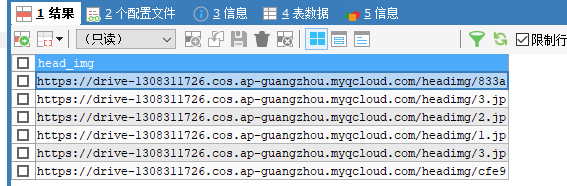 1 结果 2 个配置文件 3 信息 4 表数据 5 信息
(只读) 限制行
head_img
https://drive-1308311726.cos.ap-guangzhou.myqcloud.com/headimg/833a
https://drive-1308311726.cos.ap-guangzhou.myqcloud.com/headimg/3.jp
https://drive-1308311726.cos.ap-guangzhou.myqcloud.com/headimg/2.jp
https://drive-1308311726.cos.ap-guangzhou.myqcloud.com/headimg/1.jp
https://drive-1308311726.cos.ap-guangzhou.myqcloud.com/headimg/3.jp
https://drive-1308311726.cos.ap-guangzhou.myqcloud.com/headimg/cfe9